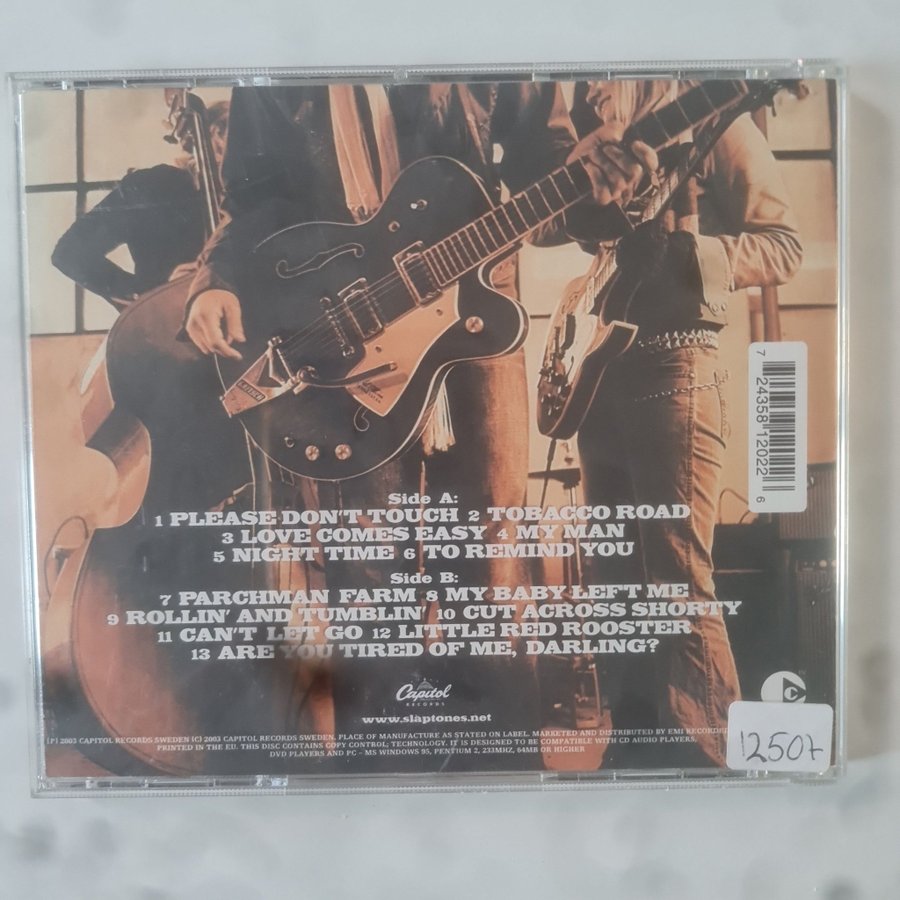 Side A:
1 PLEASE DON'T TOUCH 2 TOBACCO ROAD
3 LOVE COMES EASY 4 MY MAN
5 NIGHT TIME 6 TO REMIND YOU
Side B:
7 PARCHMAN FARM 8 MY BABY LEFT ME
9 ROLLIN' AND TUMBLIN' 10 CUT ACROSS SHORTY
11 CAN'T LET GO 12 LITTLE RED ROOSTER
13 ARE YOU TIRED OF ME, DARLING?
Capitol
RECORDS
www.slaptones.net
(P) 2003 CAPITOL RECORDS SWEDEN (C) 2003 CAPITOL RECORDS SWEDEN. PLACE OF MANUFACTURE AS STATED ON LABEL. MARKETED AND DISTRIBUTED BY EMI
PRINTED IN THE EU. THIS DISC CONTAINS COPY CONTROL; TECHNOLOGY. IT IS DESIGNED TO BE COMPATIBLE WITH CD AUDIO PLAYERS,
DVD PLAYERS AND PC – MS WINDOWS 95, PENTIUM 2, 233MHZ, 64MB OR HIGHER
7 24358 12022 6
12507